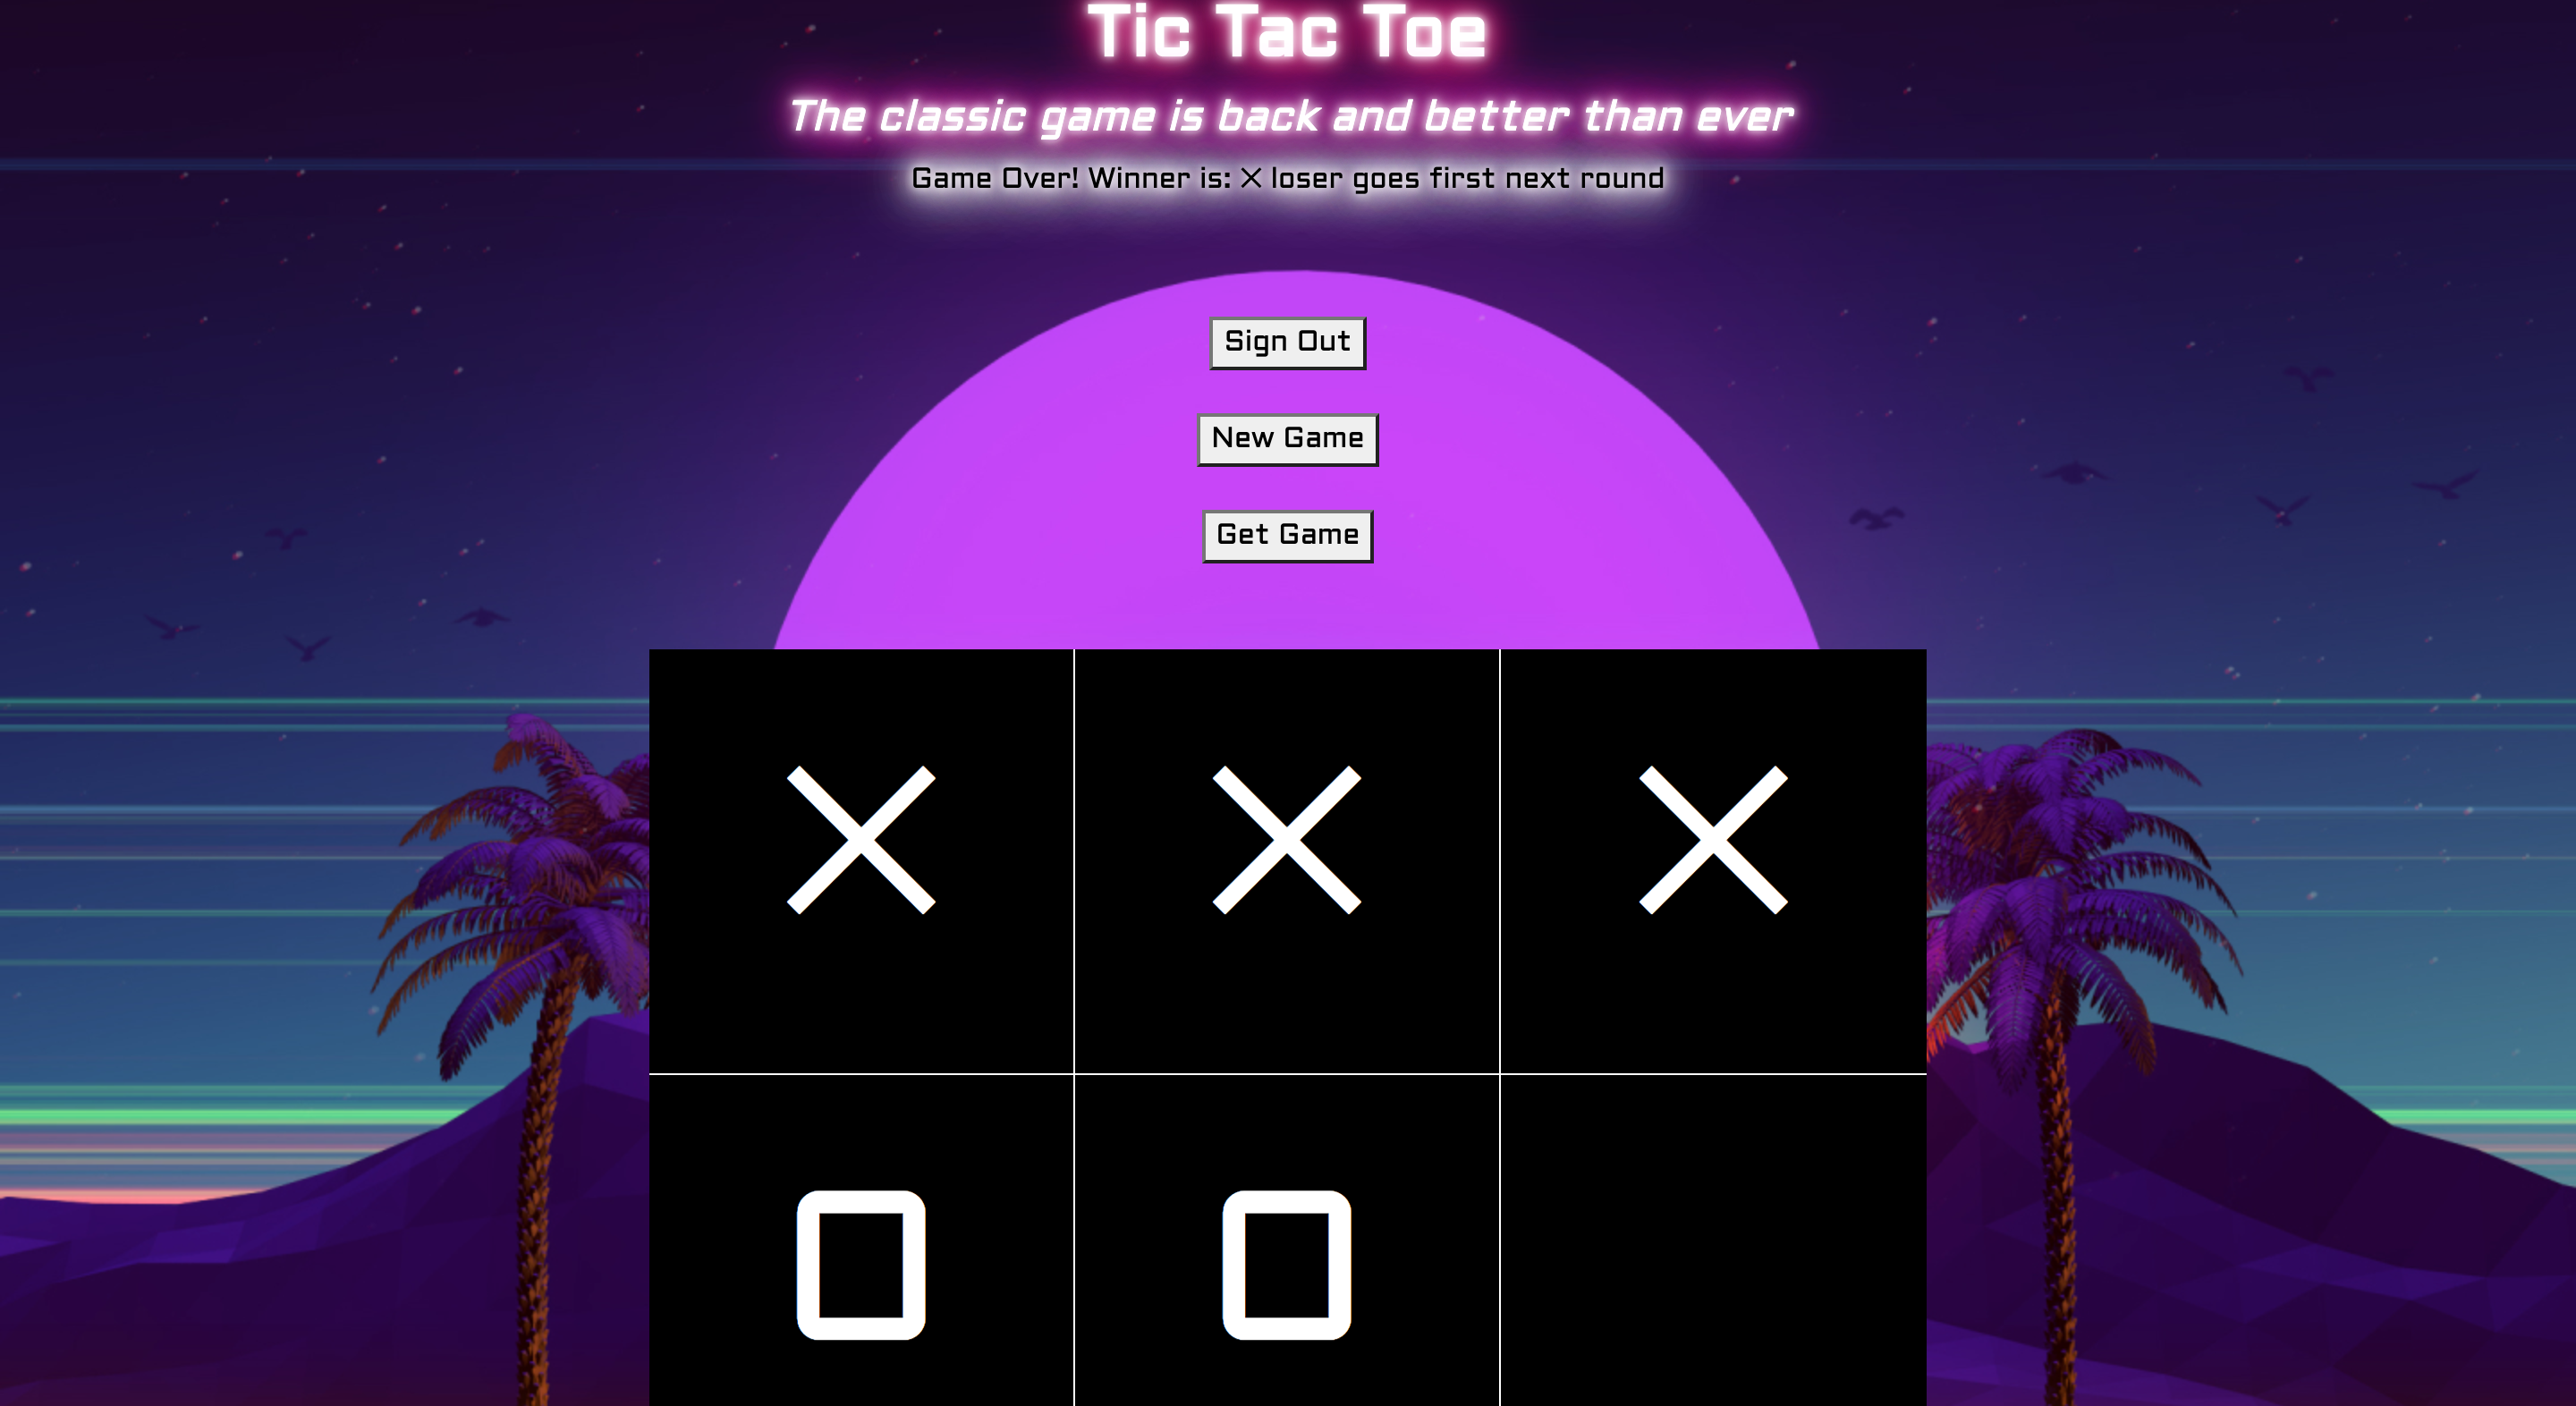 Tic Tac Toe
The classic game is back and better than ever
Game Over! Winner is: X loser goes first next round
Sign Out
New Game
Get Game
X X X
O O